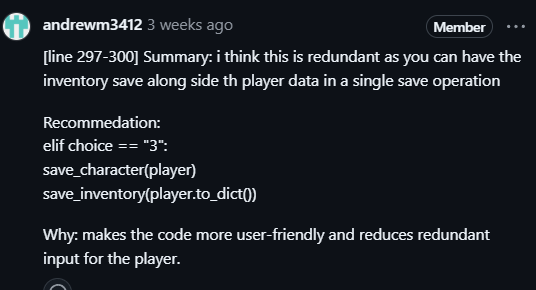 andrewm3412 3 weeks ago
Member
[line 297-300] Summary: i think this is redundant as you can have the
inventory save along side th player data in a single save operation
Recommedation:
elif choice == "3":
save_character(player)
save_inventory(player.to_dict())
Why: makes the code more user-friendly and reduces redundant
input for the player.